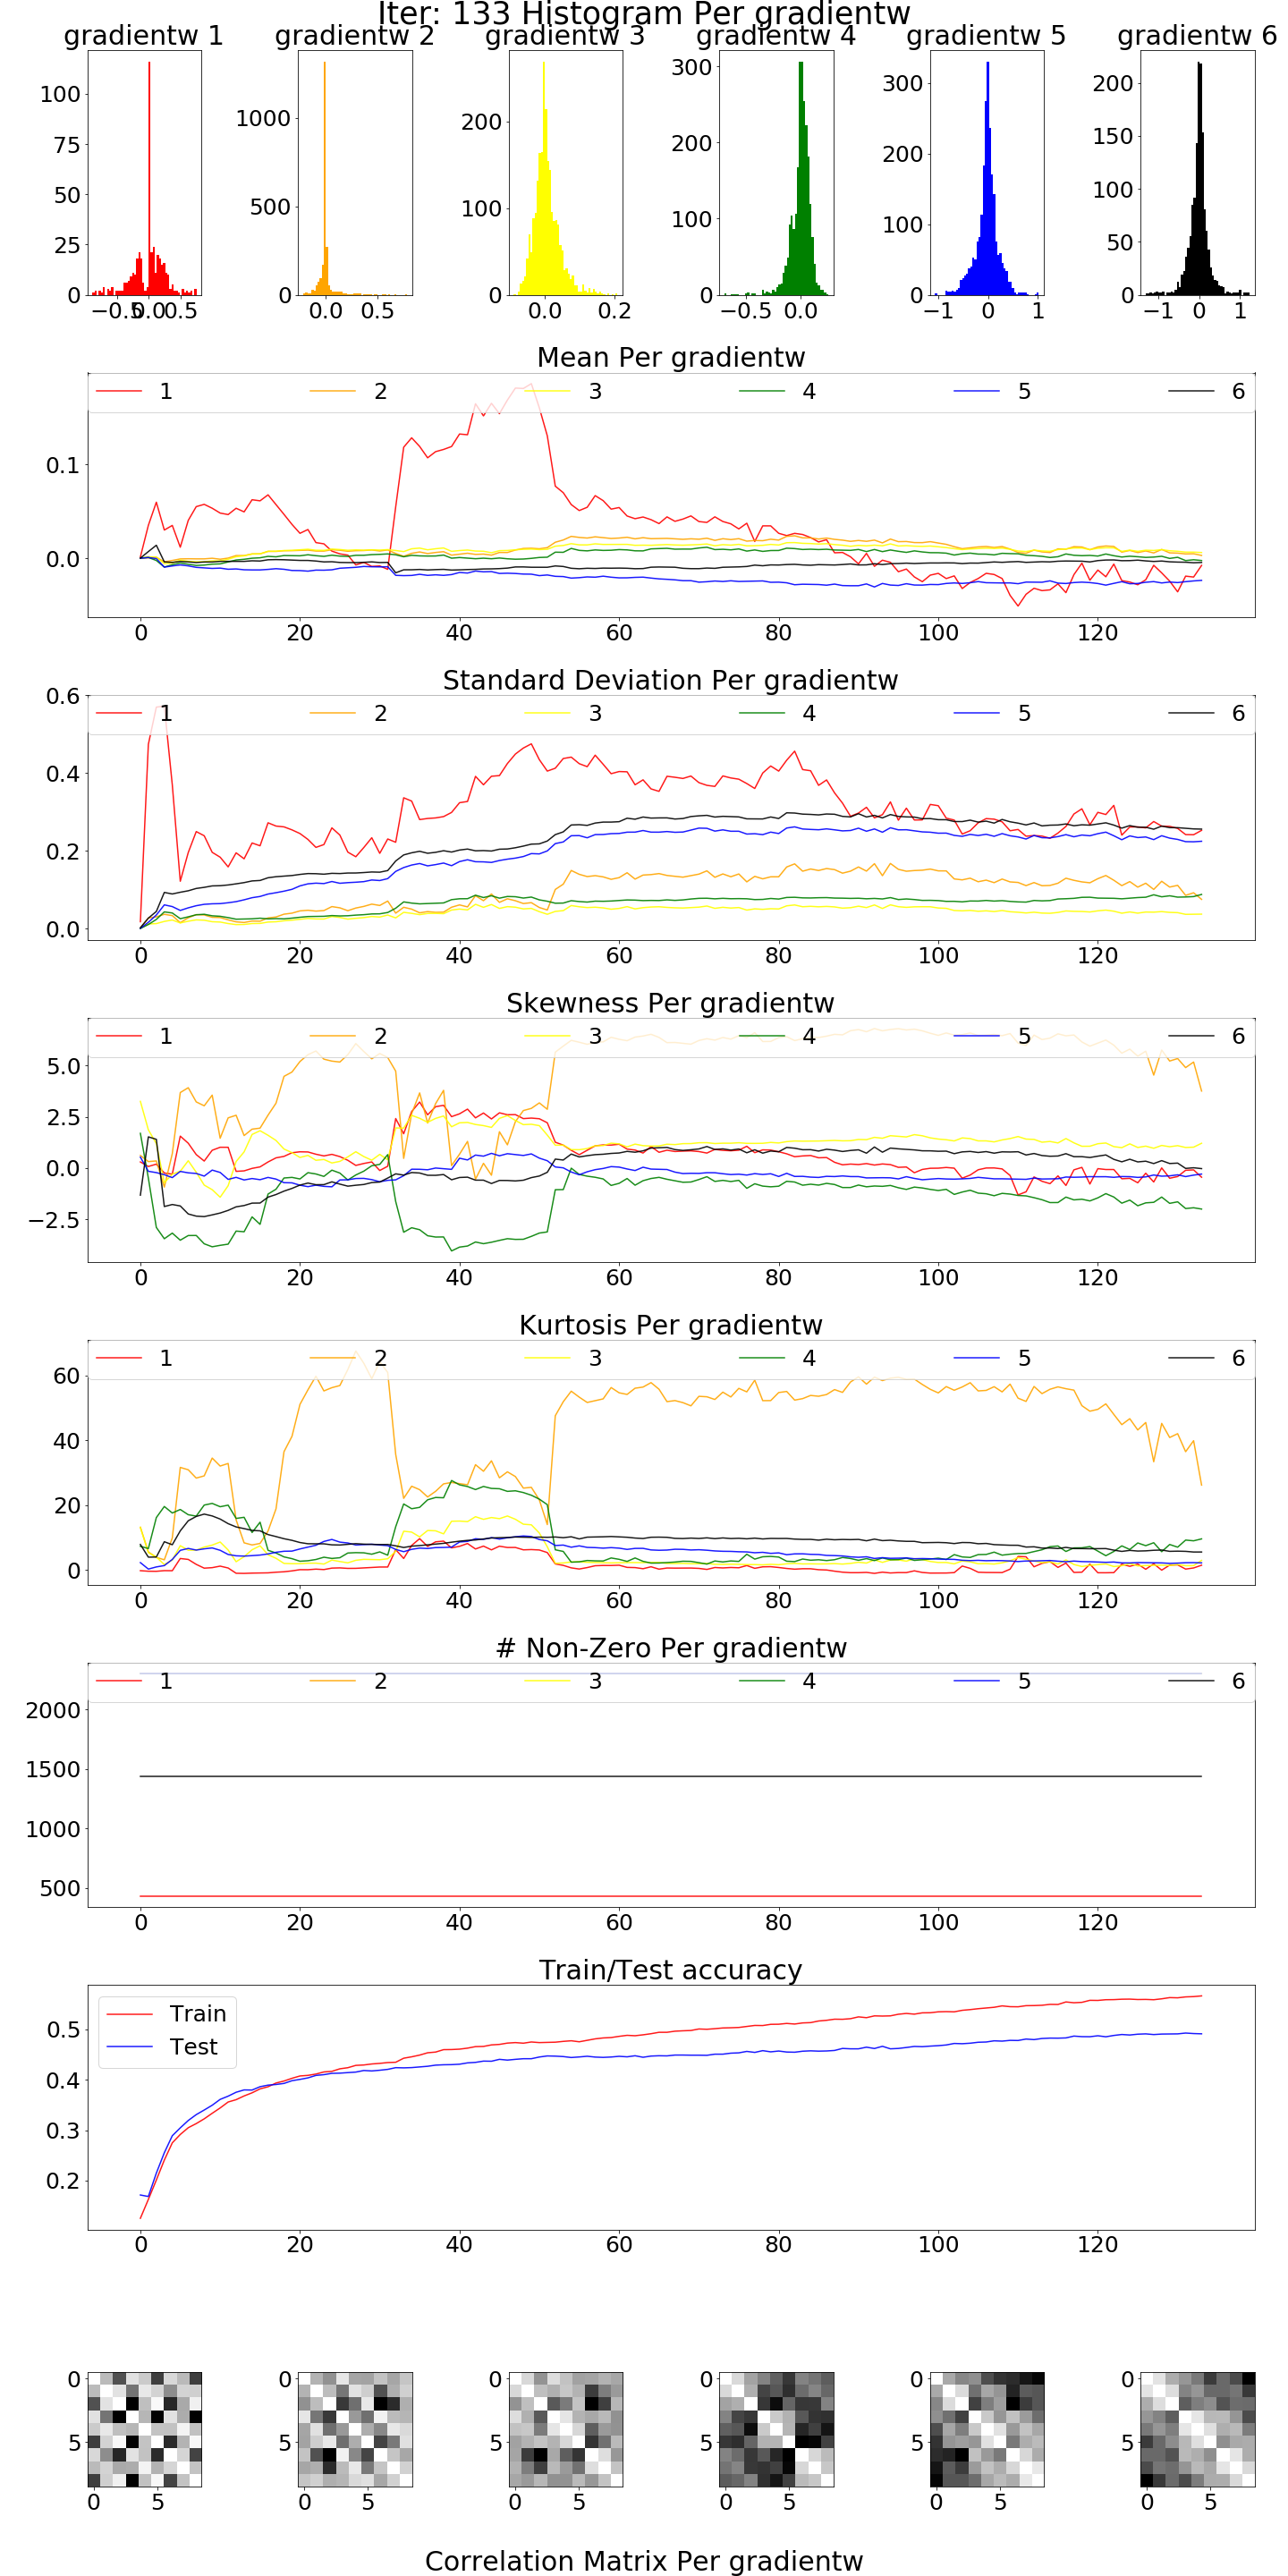 Iter: 133 Histogram Per gradientw
gradientw 1 gradientw 2 gradientw 3 gradientw 4 gradientw 5 gradientw 6
100
75
50
25
0
−0.5 0.0 0.5
1000
500
0
0.0 0.5
200
100
0
0.0 0.2
300
200
100
0
−0.5 0.0
300
200
100
0
−1 0 1
200
150
100
50
0
−1 0 1
Mean Per gradientw
1 2 3 4 5 6
0.1
0.0
0 20 40 60 80 100 120
Standard Deviation Per gradientw
1 2 3 4 5 6
0.6
0.4
0.2
0.0
0 20 40 60 80 100 120
Skewness Per gradientw
1 2 3 4 5 6
5.0
2.5
0.0
−2.5
0 20 40 60 80 100 120
Kurtosis Per gradientw
1 2 3 4 5 6
60
40
20
0
0 20 40 60 80 100 120
# Non-Zero Per gradientw
1 2 3 4 5 6
2000
1500
1000
500
0 20 40 60 80 100 120
Train/Test accuracy
Train
Test
0.5
0.4
0.3
0.2
0 20 40 60 80 100 120
0 0 0 0 0 0
5 5 5 5 5 5
0 5 0 5 0 5 0 5 0 5 0 5
Correlation Matrix Per gradientw